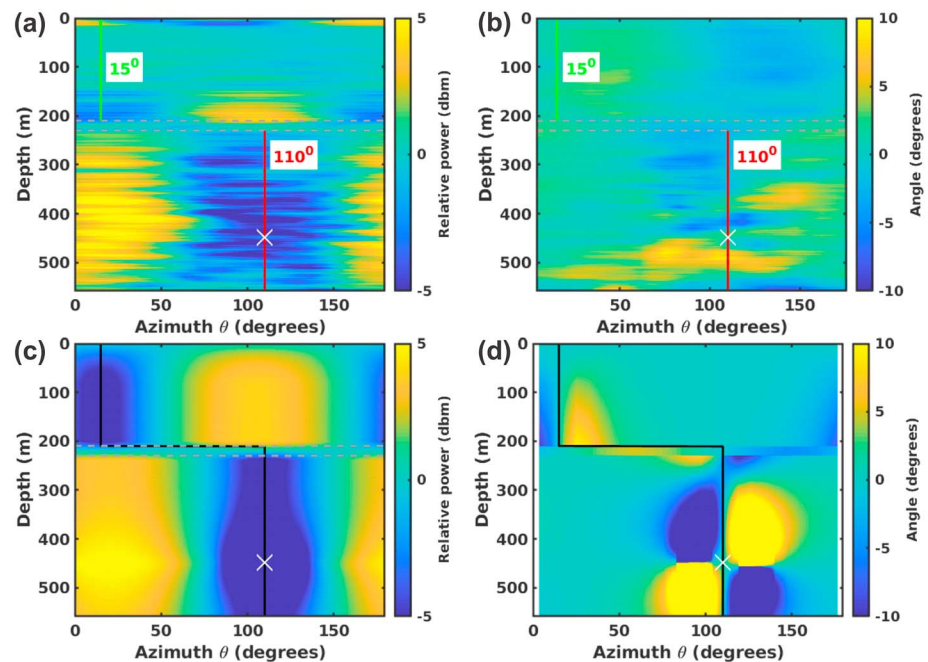 (a)
0
100
200
300
400
500
Depth (m)
15⁰
110⁰
0 50 100 150
Azimuth θ (degrees)
5
0
-5
Relative power (dbm)
(b)
0
100
200
300
400
500
Depth (m)
15⁰
110⁰
0 50 100 150
Azimuth θ (degrees)
10
5
0
-5
-10
Angle (degrees)
(c)
0
100
200
300
400
500
Depth (m)
0 50 100 150
Azimuth θ (degrees)
5
0
-5
Relative power (dbm)
(d)
0
100
200
300
400
500
Depth (m)
0 50 100 150
Azimuth θ (degrees)
10
5
0
-5
-10
Angle (degrees)